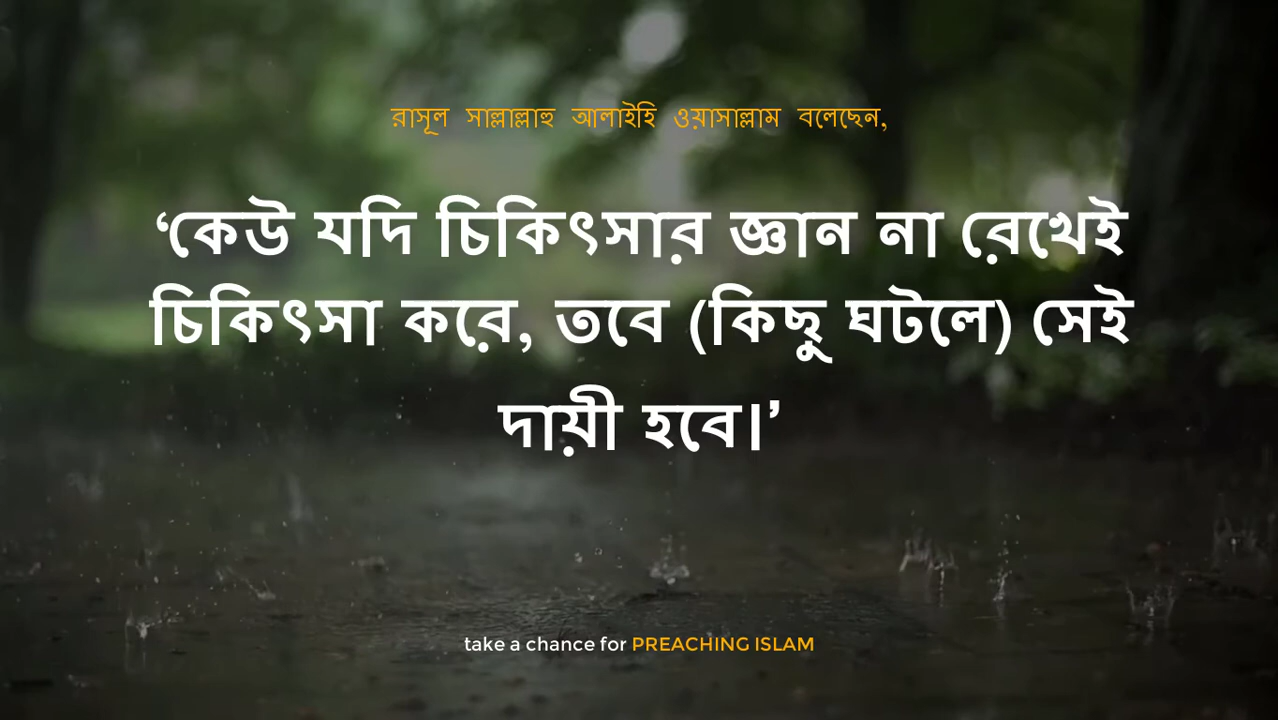 রাসূল সাল্লাল্লাহু আলাইহি ওয়াসাল্লাম বলেছেন,
‘কেউ যদি চিকিৎসার জ্ঞান না রেখেই
চিকিৎসা করে, তবে (কিছু ঘটলে) সেই
দায়ী হবে।’
take a chance for PREACHING ISLAM